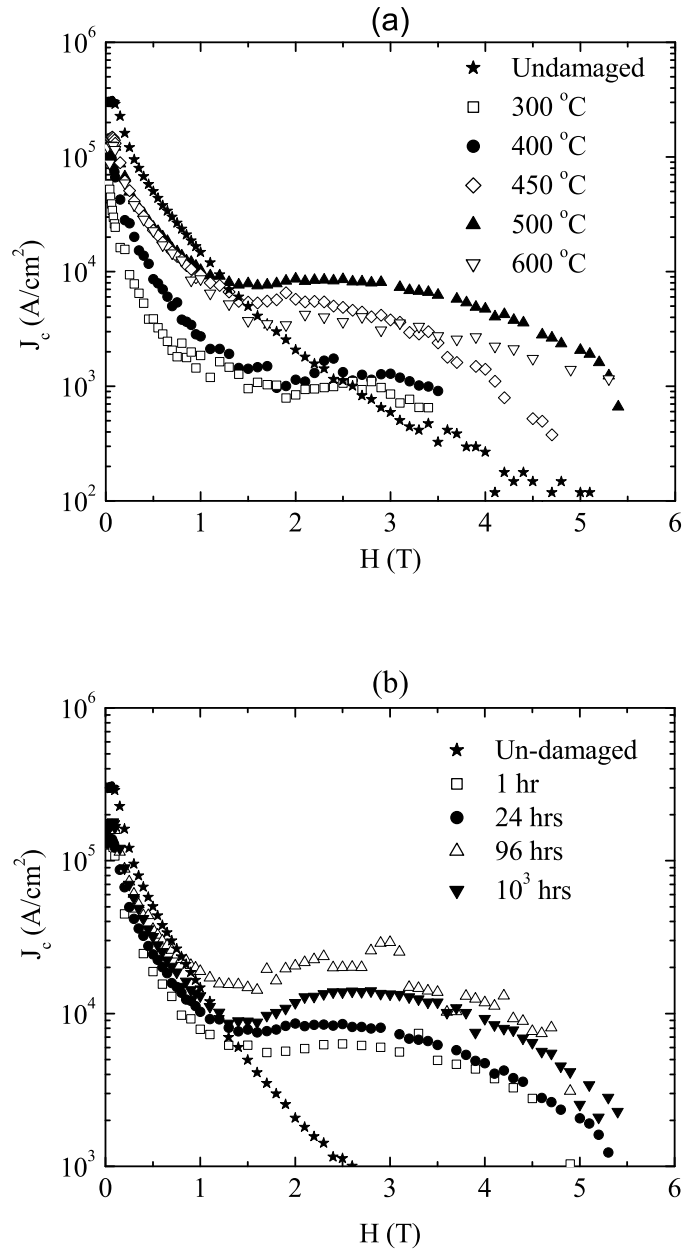 (a)
10^6
10^5
10^4
10^3
10^2
J_c (A/cm^2)
Undamaged
300 °C
400 °C
450 °C
500 °C
600 °C
0 1 2 3 4 5 6
H (T)
(b)
10^6
10^5
10^4
10^3
J_c (A/cm^2)
Un-damaged
1 hr
24 hrs
96 hrs
10^3 hrs
0 1 2 3 4 5 6
H (T)